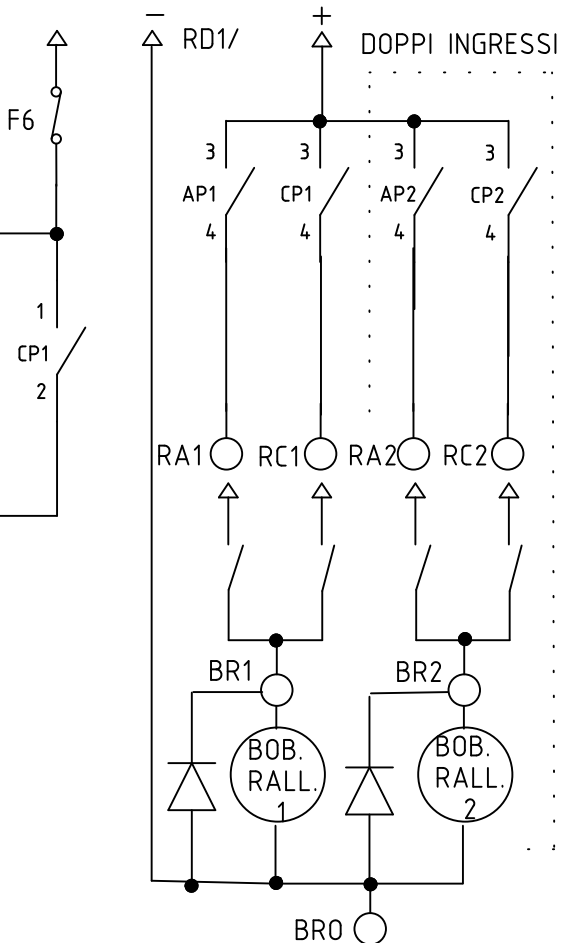 − RD1/ +
DOPPI INGRESSI
F6
3 3 3 3
AP1 CP1 AP2 CP2
4 4 4 4
1
CP1
2
RA1 RC1 RA2 RC2
BR1 BR2
BOB. BOB.
RALL. RALL.
1 2
BR0